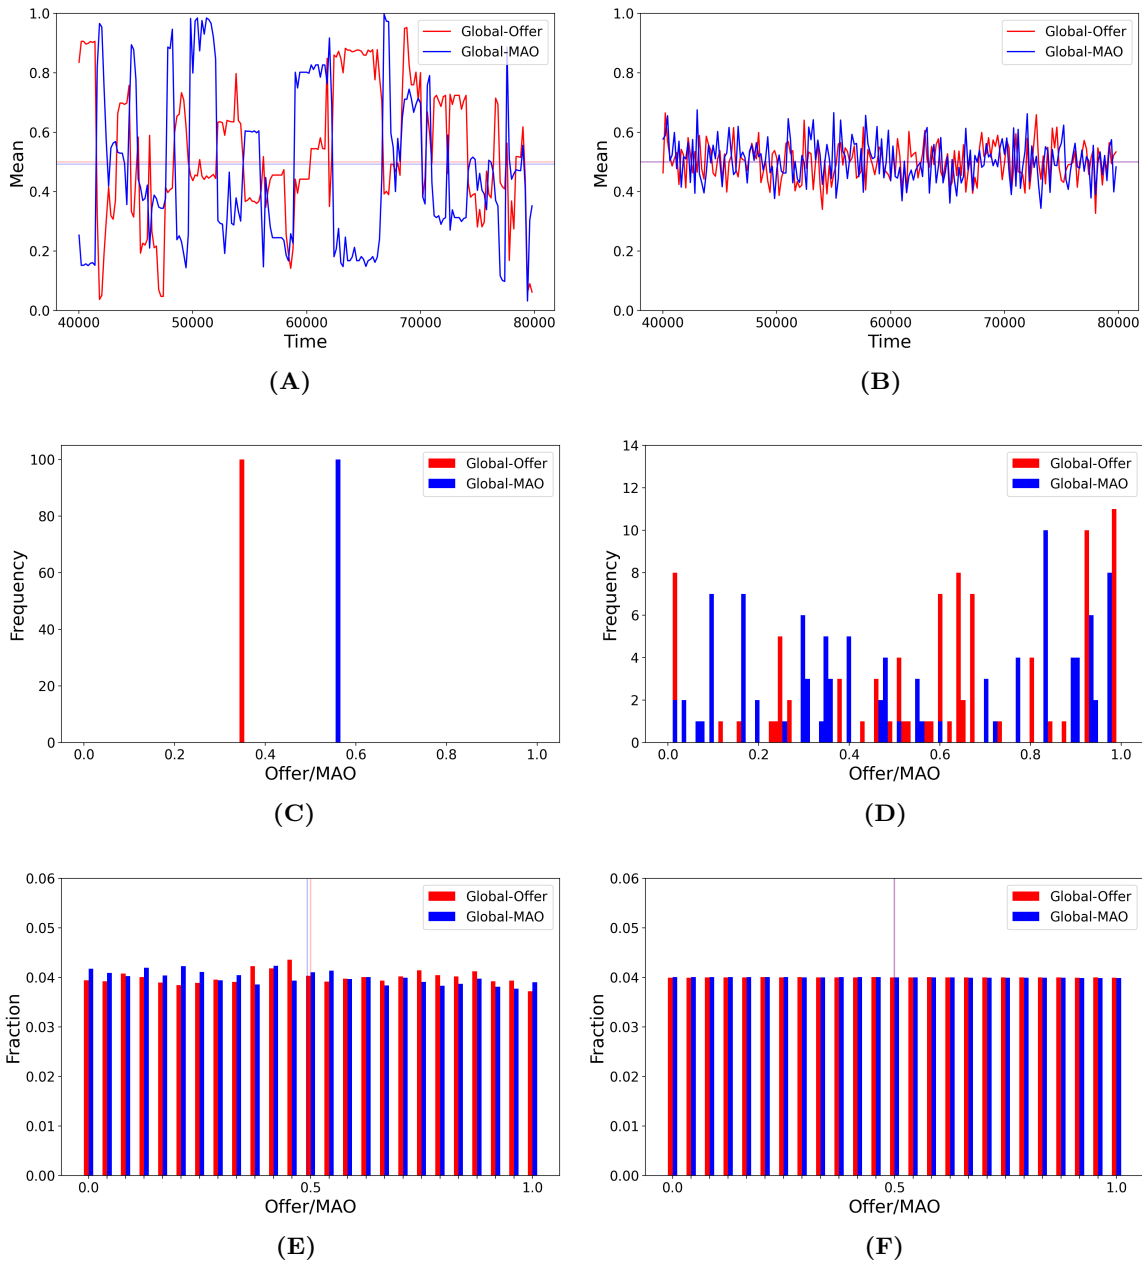 1.0
0.8
0.6
0.4
0.2
0.0
Mean
Global-Offer
Global-MAO
40000 50000 60000 70000 80000
Time
(A)
1.0
0.8
0.6
0.4
0.2
0.0
Mean
Global-Offer
Global-MAO
40000 50000 60000 70000 80000
Time
(B)
100
80
60
40
20
0
Frequency
Global-Offer
Global-MAO
0.0 0.2 0.4 0.6 0.8 1.0
Offer/MAO
(C)
14
12
10
8
6
4
2
0
Frequency
Global-Offer
Global-MAO
0.0 0.2 0.4 0.6 0.8 1.0
Offer/MAO
(D)
0.06
0.05
0.04
0.03
0.02
0.01
0.00
Fraction
Global-Offer
Global-MAO
0.0 0.5 1.0
Offer/MAO
(E)
0.06
0.05
0.04
0.03
0.02
0.01
0.00
Fraction
Global-Offer
Global-MAO
0.0 0.5 1.0
Offer/MAO
(F)